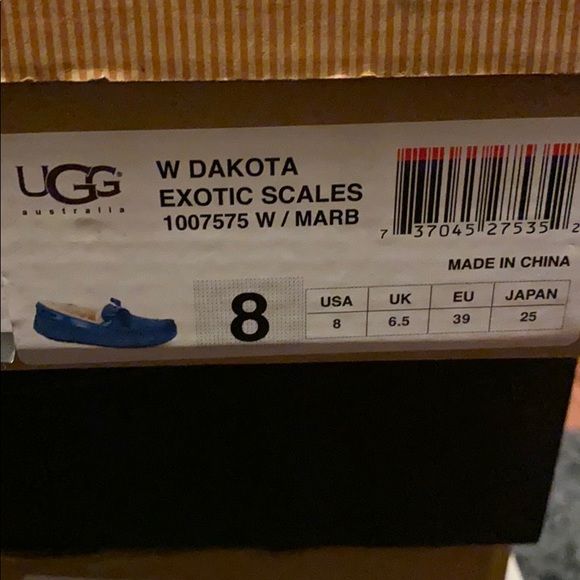 UGG
australia
W DAKOTA
EXOTIC SCALES
1007575 W / MARB
7 37045 27535 2
MADE IN CHINA
8
USA UK EU JAPAN
8 6.5 39 25